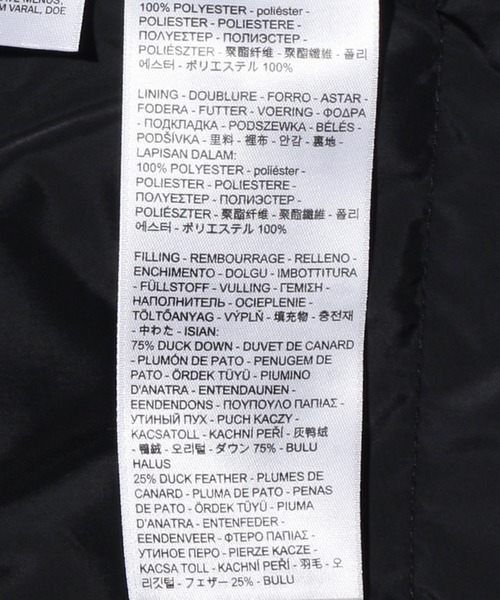 M VARAL, DOE
100% POLYESTER - poliéster -
POLIESTER - POLIESTERE -
ΠΟΛΥΕΣΤΕΡ - ПОЛИЭСТЕР -
POLIÉSZTER - 聚酯纤维 - 聚酯纖維 - 폴리
에스터 - ポリエステル 100%
LINING - DOUBLURE - FORRO - ASTAR -
FODERA - FUTTER - VOERING - ΦΟΔΡΑ
- ПОДКЛАДКА - PODSZEWKA - BÉLÉS -
PODŠÍVKA - 里料 - 裡布 - 안감 - 裏地 -
LAPISAN DALAM:
100% POLYESTER - poliéster -
POLIESTER - POLIESTERE -
ΠΟΛΥΕΣΤΕΡ - ПОЛИЭСТЕР -
POLIÉSZTER - 聚酯纤维 - 聚酯纖維 - 폴리
에스터 - ポリエステル 100%
FILLING - REMBOURRAGE - RELLENO -
ENCHIMENTO - DOLGU - IMBOTTITURA
- FÜLLSTOFF - VULLING - ΓΕΜΙΣΗ -
НАПОЛНИТЕЛЬ - OCIEPLENIE -
TÖLTŐANYAG - VÝPLŇ - 填充物 - 충전재
- 中わた - ISIAN:
75% DUCK DOWN - DUVET DE CANARD
- PLUMÓN DE PATO - PENUGEM DE
PATO - ÖRDEK TÜYÜ - PIUMINO
D'ANATRA - ENTENDAUNEN -
EENDENDONS - ΠΟΥΠΟΥΛΟ ΠΑΠΙΑΣ -
УТИНЫЙ ПУХ - PUCH KACZY -
KACSATOLL - KACHNÍ PEŘÍ - 灰鸭绒
- 鴨絨 - 오리털 - ダウン 75% - BULU
HALUS
25% DUCK FEATHER - PLUMES DE
CANARD - PLUMA DE PATO - PENAS
DE PATO - ÖRDEK TÜYÜ - PIUMA
D'ANATRA - ENTENFEDER -
EENDENVEER - ΦΤΕΡΟ ΠΑΠΙΑΣ -
УТИНОЕ ПЕРО - PIERZE KACZE -
KACSA TOLL - KACHNÍ PEŘÍ - 羽毛 - 오
리깃털 - フェザー 25% - BULU